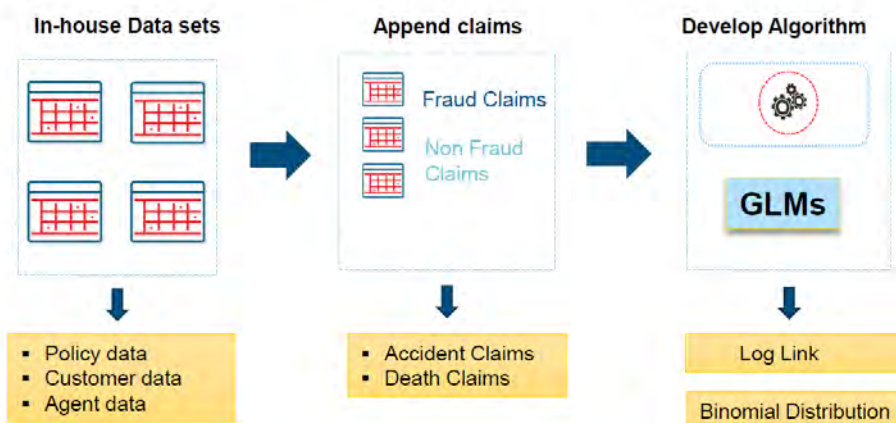 In-house Data sets
Append claims
Develop Algorithm
Fraud Claims
Non Fraud
Claims
GLMs
▪ Policy data
▪ Customer data
▪ Agent data
▪ Accident Claims
▪ Death Claims
Log Link
Binomial Distribution